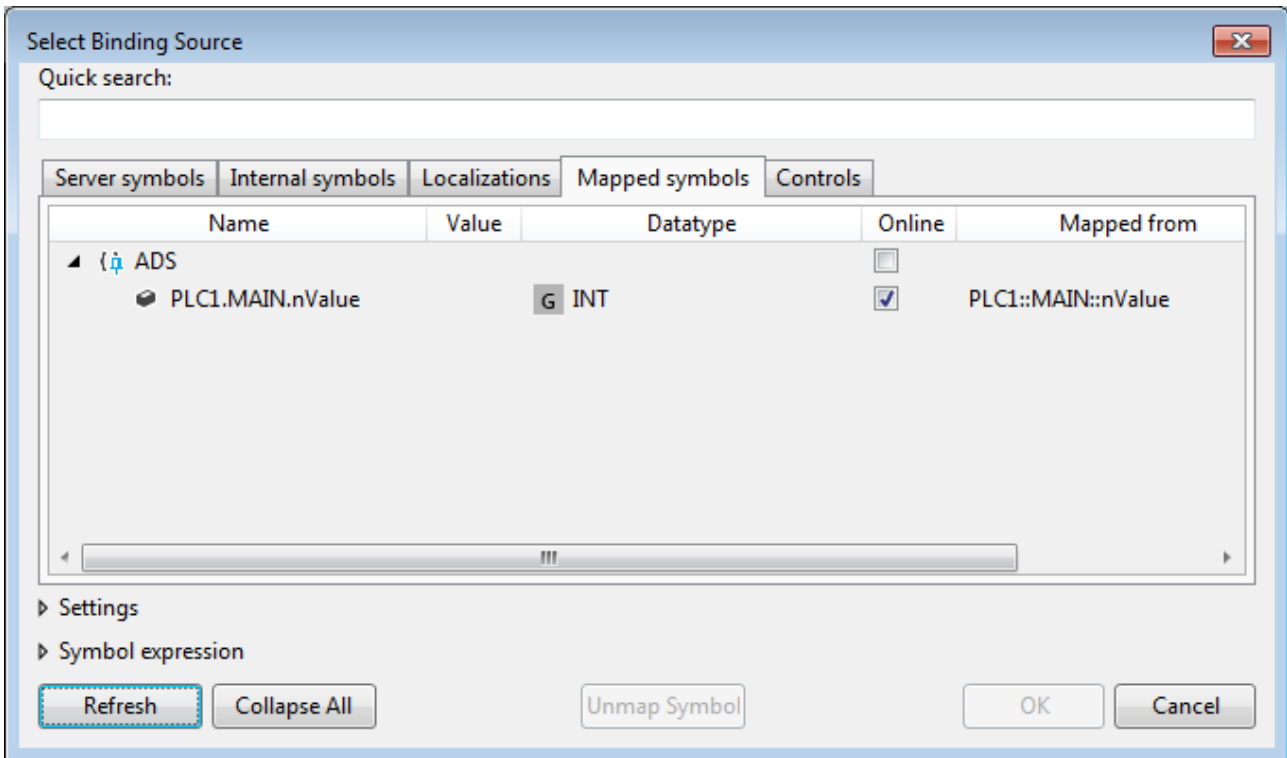 Select Binding Source
Quick search:
Server symbols Internal symbols Localizations Mapped symbols Controls
Name Value Datatype Online Mapped from
ADS
PLC1.MAIN.nValue G INT PLC1::MAIN::nValue
Settings
Symbol expression
Refresh Collapse All Unmap Symbol OK Cancel